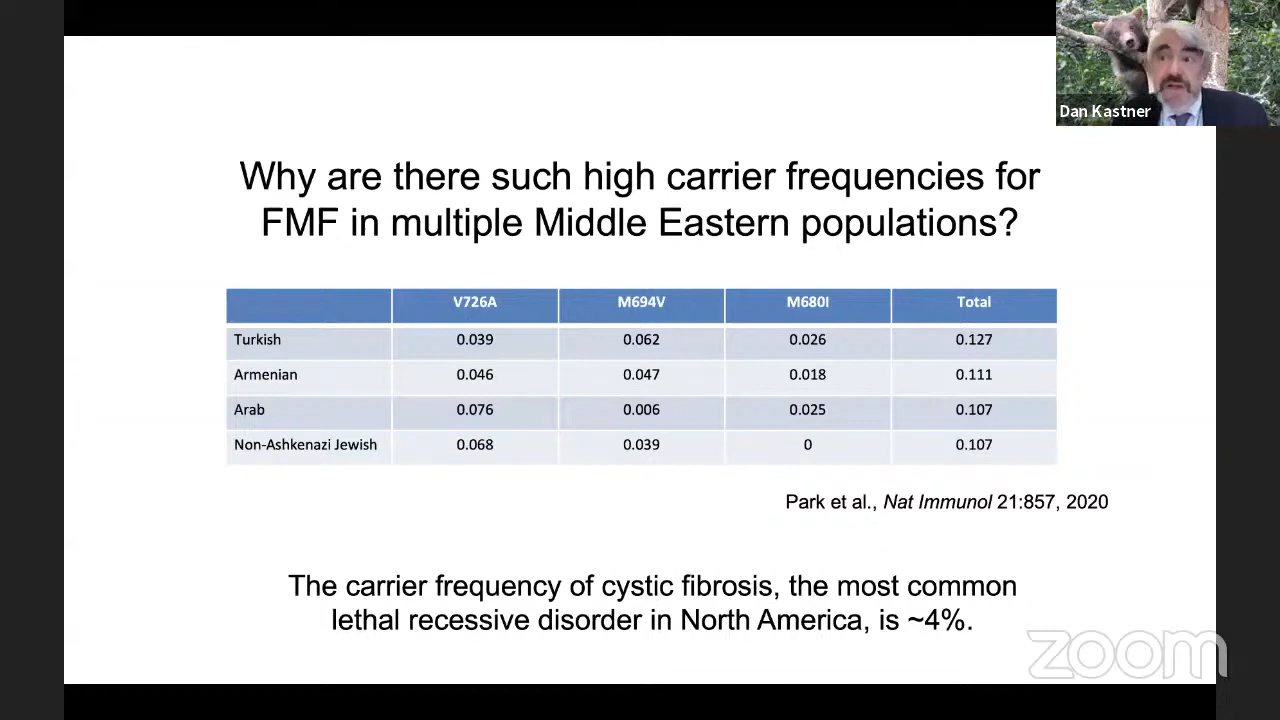 Dan Kastner
Why are there such high carrier frequencies for
FMF in multiple Middle Eastern populations?
V726A M694V M680I Total
Turkish 0.039 0.062 0.026 0.127
Armenian 0.046 0.047 0.018 0.111
Arab 0.076 0.006 0.025 0.107
Non-Ashkenazi Jewish 0.068 0.039 0 0.107
Park et al., Nat Immunol 21:857, 2020
The carrier frequency of cystic fibrosis, the most common
lethal recessive disorder in North America, is ~4%.
zoom